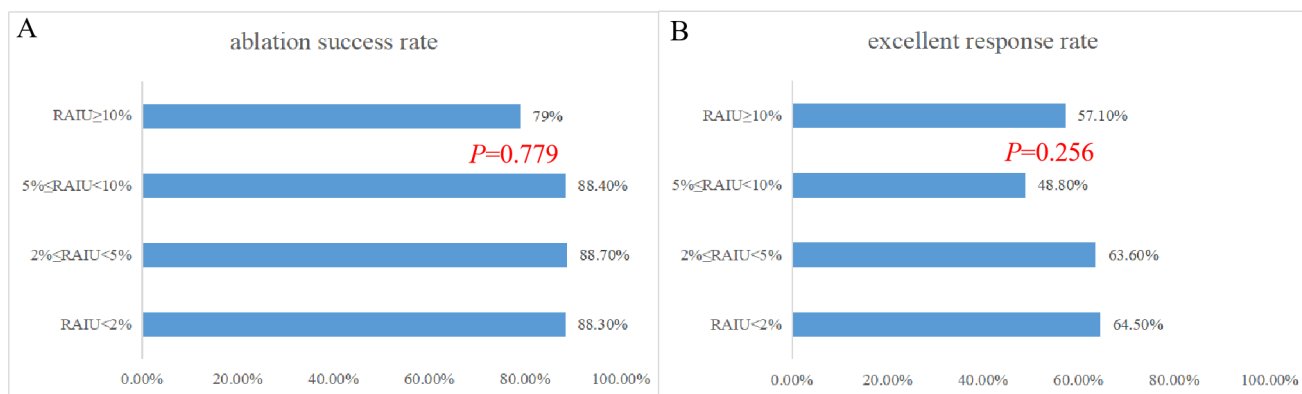 A
ablation success rate
RAIU≥10%
79%
P=0.779
5%≤RAIU<10%
88.40%
2%≤RAIU<5%
88.70%
RAIU<2%
88.30%
0.00% 20.00% 40.00% 60.00% 80.00% 100.00%
B
excellent response rate
RAIU≥10%
57.10%
P=0.256
5%≤RAIU<10%
48.80%
2%≤RAIU<5%
63.60%
RAIU<2%
64.50%
0.00% 20.00% 40.00% 60.00% 80.00% 100.00%